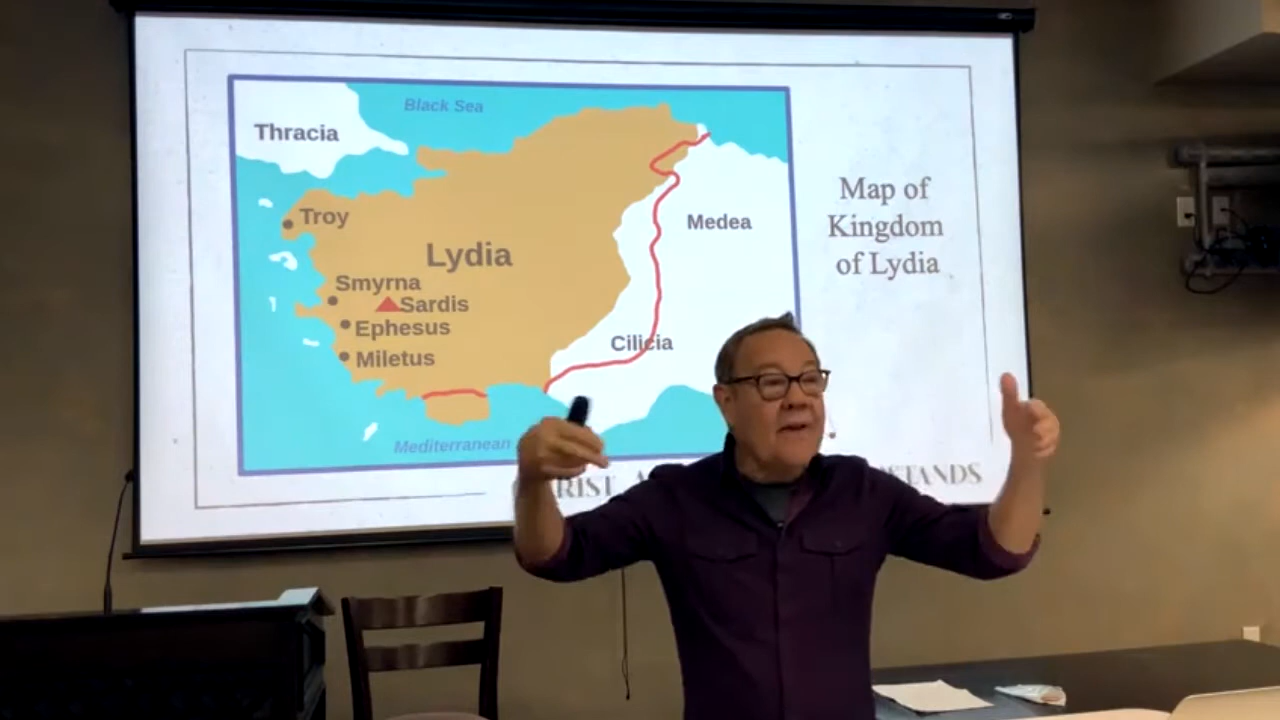 Black Sea
Thracia
Troy
Medea
Map of
Kingdom
of Lydia
Lydia
Smyrna
Sardis
Ephesus
Miletus
Cilicia
Mediterranean